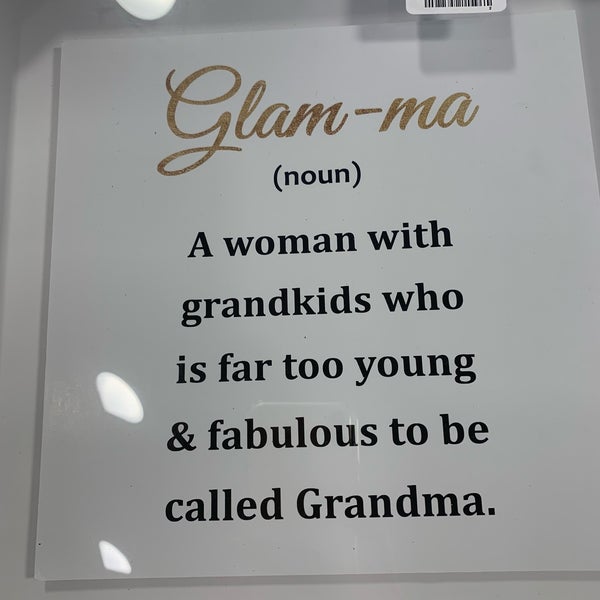 Glam-ma
(noun)
A woman with
grandkids who
is far too young
& fabulous to be
called Grandma.